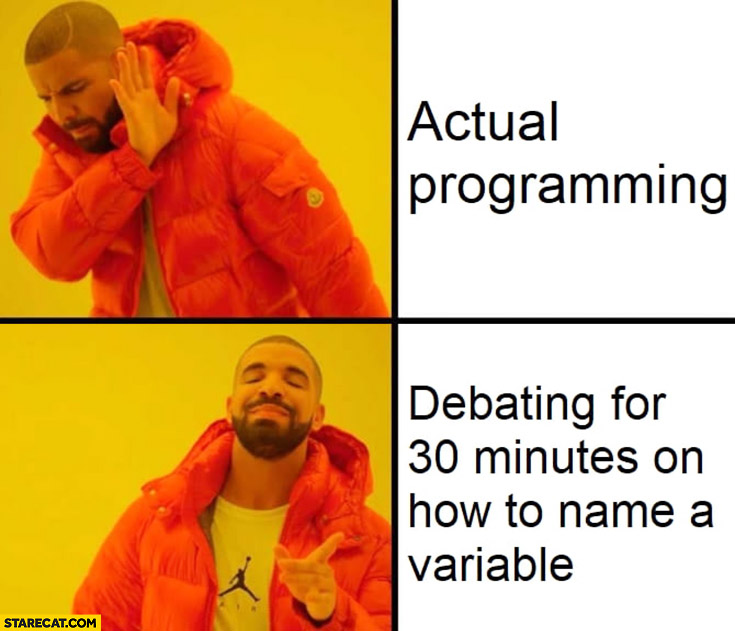 Actual
programming
Debating for
30 minutes on
how to name a
variable
STARECAT.COM